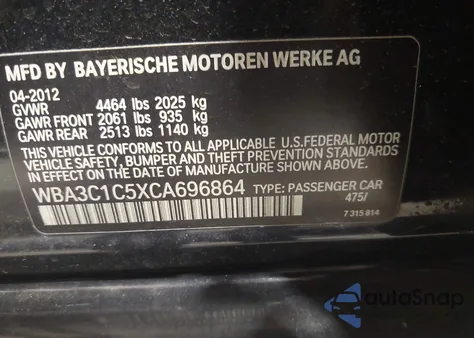 MFD BY BAYERISCHE MOTOREN WERKE AG
04-2012
GVWR 4464 lbs 2025 kg
GAWR FRONT 2061 lbs 935 kg
GAWR REAR 2513 lbs 1140 kg
THIS VEHICLE CONFORMS TO ALL APPLICABLE U.S.FEDERAL MOTOR
VEHICLE SAFETY, BUMPER AND THEFT PREVENTION STANDARDS
IN EFFECT ON THE DATE OF MANUFACTURE SHOWN ABOVE.
WBA3C1C5XCA696864 TYPE: PASSENGER CAR
475/
7 315 814
autoSnap